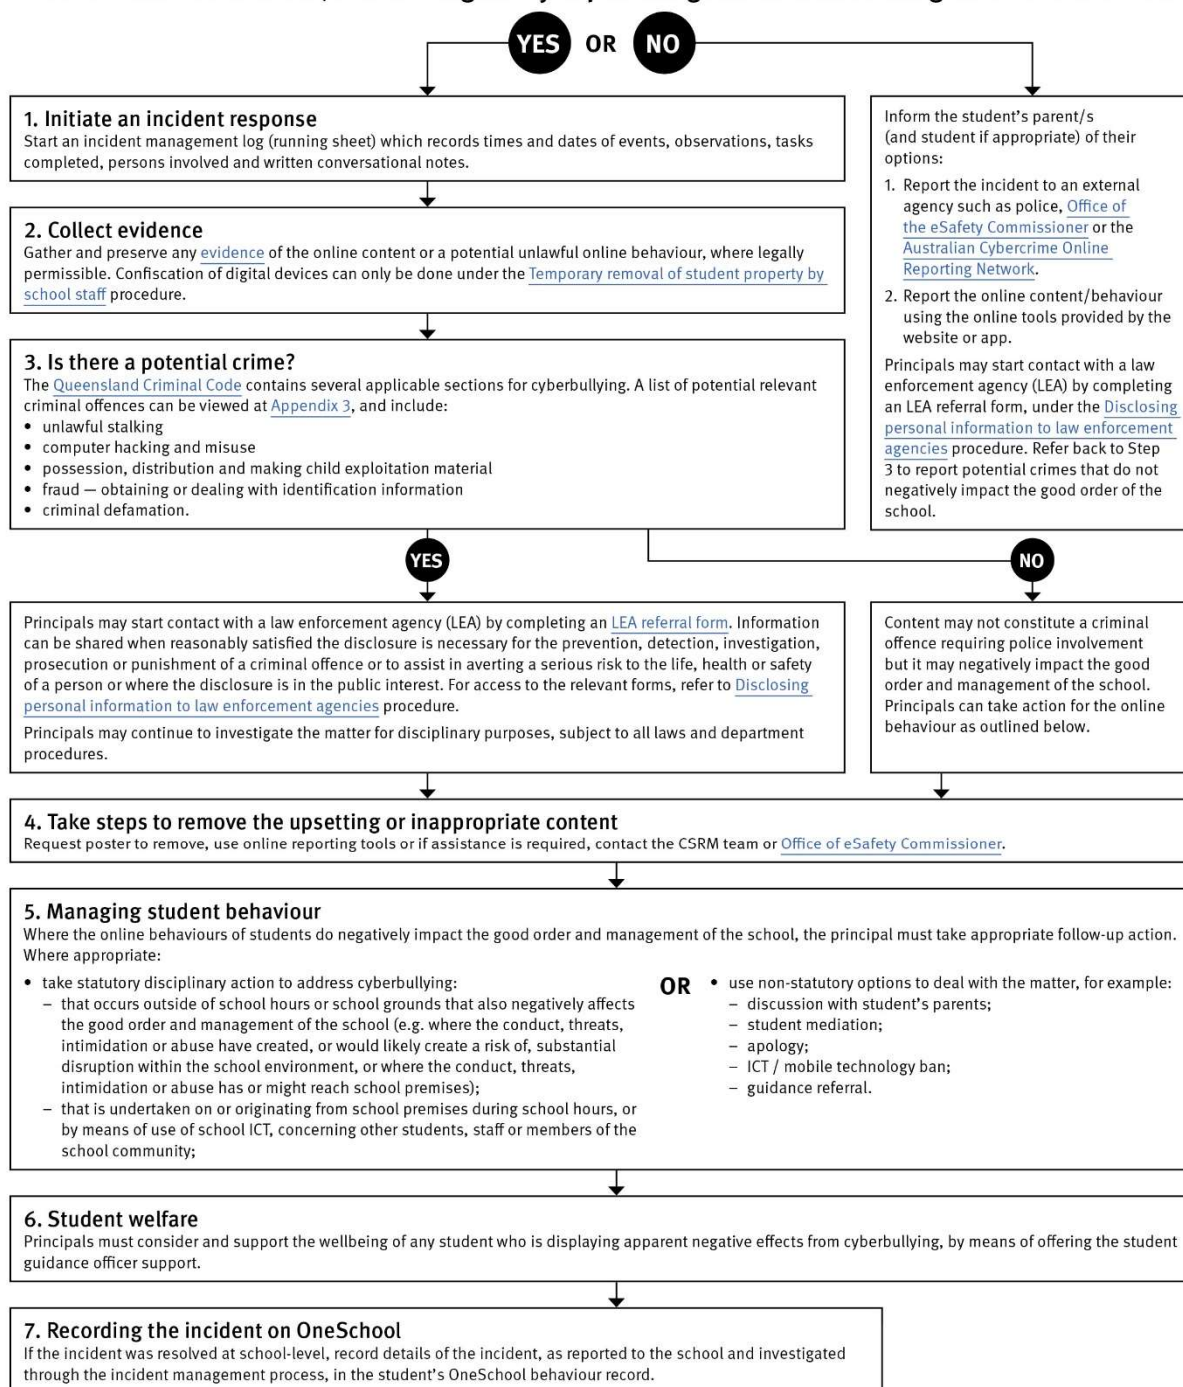 YES OR NO
1. Initiate an incident response
Start an incident management log (running sheet) which records times and dates of events, observations, tasks
completed, persons involved and written conversational notes.
2. Collect evidence
Gather and preserve any evidence of the online content or a potential unlawful online behaviour, where legally
permissible. Confiscation of digital devices can only be done under the Temporary removal of student property by
school staff procedure.
3. Is there a potential crime?
The Queensland Criminal Code contains several applicable sections for cyberbullying. A list of potential relevant
criminal offences can be viewed at Appendix 3, and include:
• unlawful stalking
• computer hacking and misuse
• possession, distribution and making child exploitation material
• fraud — obtaining or dealing with identification information
• criminal defamation.
Inform the student's parent/s
(and student if appropriate) of their
options:
1. Report the incident to an external
agency such as police, Office of
the eSafety Commissioner or the
Australian Cybercrime Online
Reporting Network.
2. Report the online content/behaviour
using the online tools provided by the
website or app.
Principals may start contact with a law
enforcement agency (LEA) by completing
an LEA referral form, under the Disclosing
personal information to law enforcement
agencies procedure. Refer back to Step
3 to report potential crimes that do not
negatively impact the good order of the
school.
YES
NO
Principals may start contact with a law enforcement agency (LEA) by completing an LEA referral form. Information
can be shared when reasonably satisfied the disclosure is necessary for the prevention, detection, investigation,
prosecution or punishment of a criminal offence or to assist in averting a serious risk to the life, health or safety
of a person or where the disclosure is in the public interest. For access to the relevant forms, refer to Disclosing
personal information to law enforcement agencies procedure.
Principals may continue to investigate the matter for disciplinary purposes, subject to all laws and department
procedures.
Content may not constitute a criminal
offence requiring police involvement
but it may negatively impact the good
order and management of the school.
Principals can take action for the online
behaviour as outlined below.
4. Take steps to remove the upsetting or inappropriate content
Request poster to remove, use online reporting tools or if assistance is required, contact the CSRM team or Office of eSafety Commissioner.
5. Managing student behaviour
Where the online behaviours of students do negatively impact the good order and management of the school, the principal must take appropriate follow-up action.
Where appropriate:
• take statutory disciplinary action to address cyberbullying:
– that occurs outside of school hours or school grounds that also negatively affects
the good order and management of the school (e.g. where the conduct, threats,
intimidation or abuse have created, or would likely create a risk of, substantial
disruption within the school environment, or where the conduct, threats,
intimidation or abuse has or might reach school premises);
– that is undertaken on or originating from school premises during school hours, or
by means of use of school ICT, concerning other students, staff or members of the
school community;
OR
• use non-statutory options to deal with the matter, for example:
– discussion with student's parents;
– student mediation;
– apology;
– ICT / mobile technology ban;
– guidance referral.
6. Student welfare
Principals must consider and support the wellbeing of any student who is displaying apparent negative effects from cyberbullying, by means of offering the student
guidance officer support.
7. Recording the incident on OneSchool
If the incident was resolved at school-level, record details of the incident, as reported to the school and investigated
through the incident management process, in the student's OneSchool behaviour record.